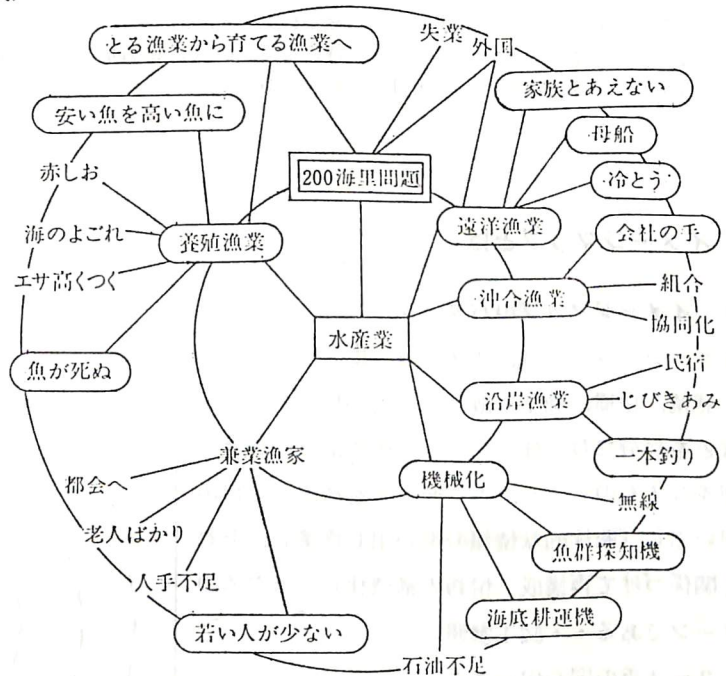 とる漁業から育てる漁業へ
失業
外国
家族とあえない
安い魚を高い魚に
母船
赤しお
200海里問題
冷とう
海のよごれ
養殖漁業
遠洋漁業
会社の手
エサ高くつく
沖合漁業
組合
協同化
水産業
魚が死ぬ
民宿
沿岸漁業
じびきあみ
兼業漁家
一本釣り
都会へ
機械化
無線
老人ばかり
魚群探知機
人手不足
若い人が少ない
海底耕運機
石油不足